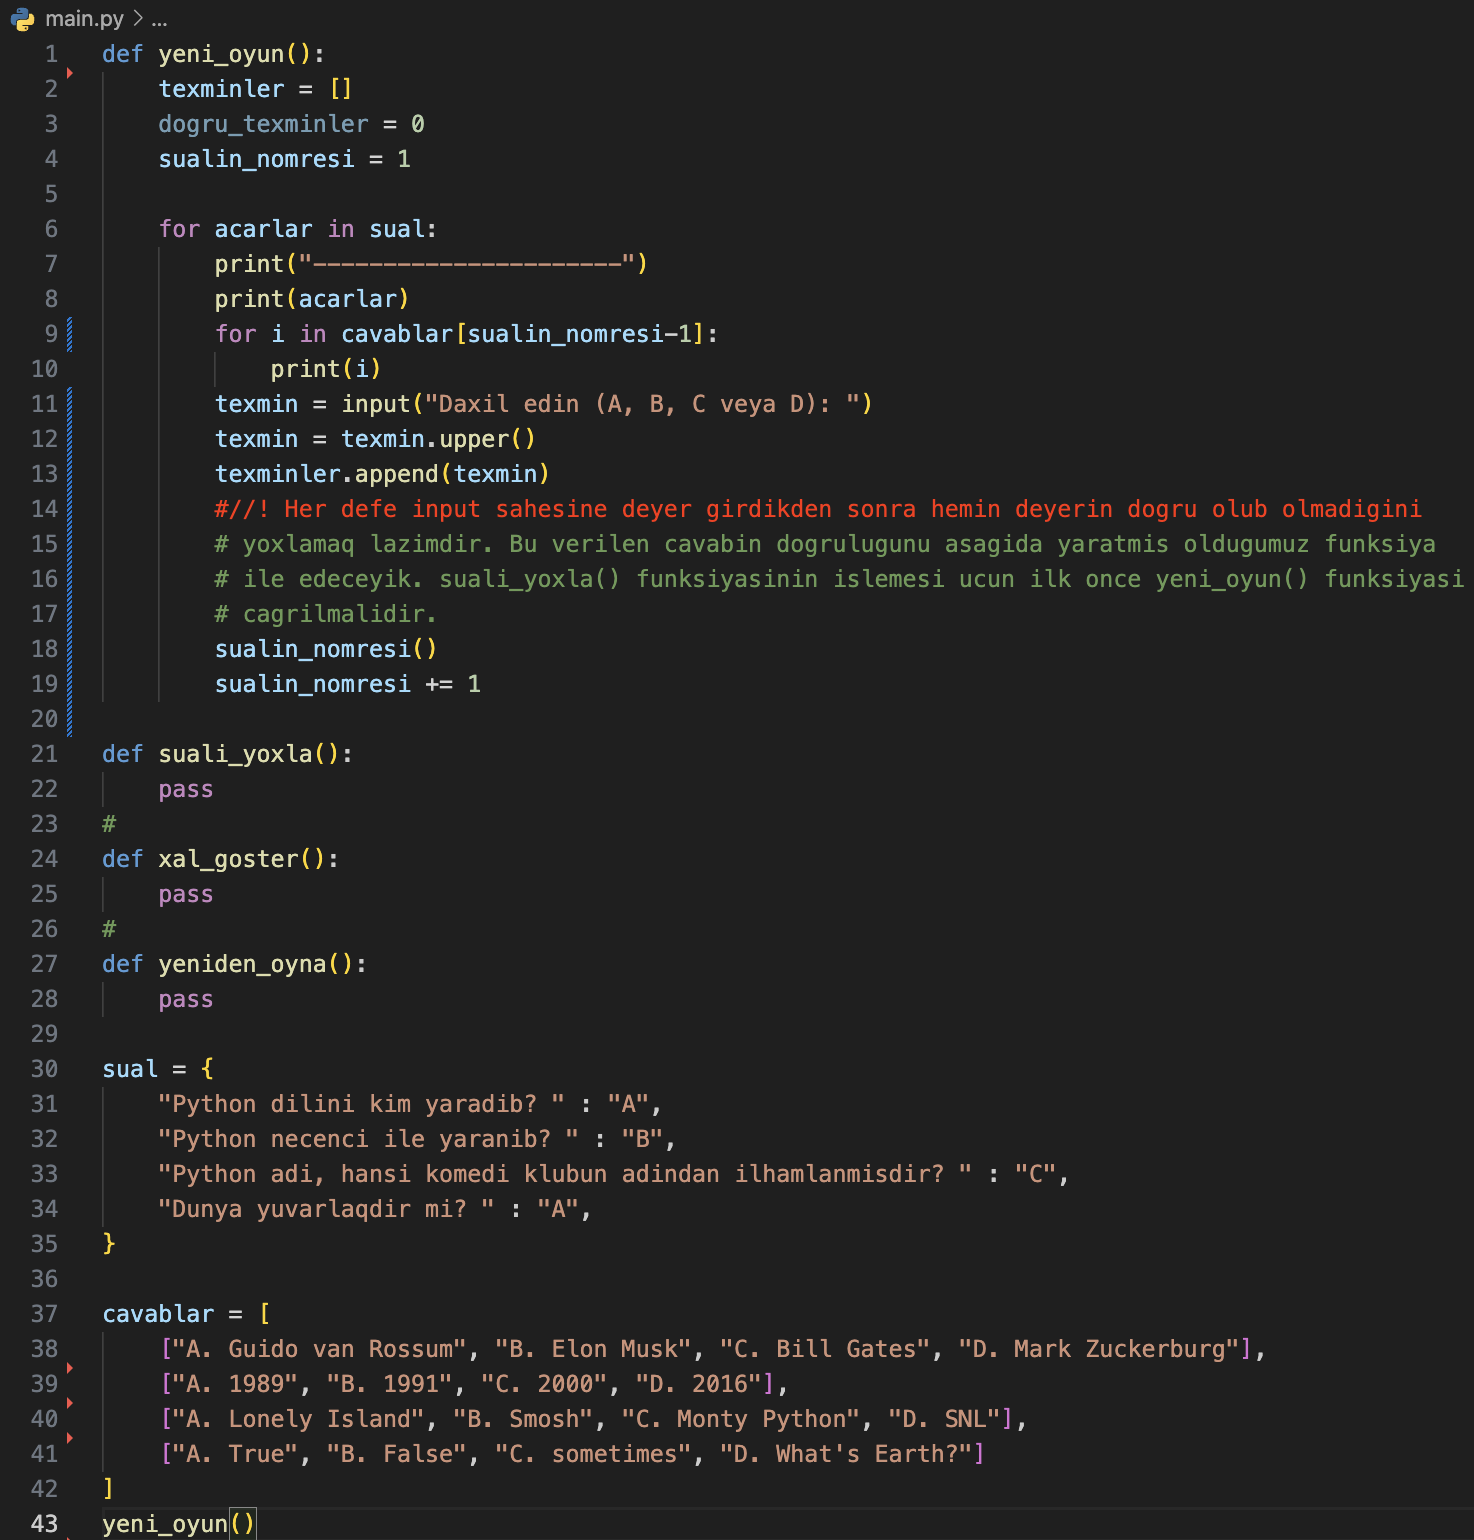 main.py > ...
1 def yeni_oyun():
2     texminler = []
3     dogru_texminler = 0
4     sualin_nomresi = 1
5
6     for acarlar in sual:
7         print("----------------------")
8         print(acarlar)
9         for i in cavablar[sualin_nomresi-1]:
10             print(i)
11         texmin = input("Daxil edin (A, B, C veya D): ")
12         texmin = texmin.upper()
13         texminler.append(texmin)
14         #//! Her defe input sahesine deyer girdikden sonra hemin deyerin dogru olub olmadigini
15         # yoxlamaq lazimdir. Bu verilen cavabin dogrulugunu asagida yaratmis oldugumuz funksiya
16         # ile edeceyik. suali_yoxla() funksiyasinin islemesi ucun ilk once yeni_oyun() funksiyasi
17         # cagrilmalidir.
18         sualin_nomresi()
19         sualin_nomresi += 1
20
21 def suali_yoxla():
22     pass
23 #
24 def xal_goster():
25     pass
26 #
27 def yeniden_oyna():
28     pass
29
30 sual = {
31     "Python dilini kim yaradib? " : "A",
32     "Python necenci ile yaranib? " : "B",
33     "Python adi, hansi komedi klubun adindan ilhamlanmisdir? " : "C",
34     "Dunya yuvarlaqdir mi? " : "A",
35 }
36
37 cavablar = [
38     ["A. Guido van Rossum", "B. Elon Musk", "C. Bill Gates", "D. Mark Zuckerburg"],
39     ["A. 1989", "B. 1991", "C. 2000", "D. 2016"],
40     ["A. Lonely Island", "B. Smosh", "C. Monty Python", "D. SNL"],
41     ["A. True", "B. False", "C. sometimes", "D. What's Earth?"]
42 ]
43 yeni_oyun()